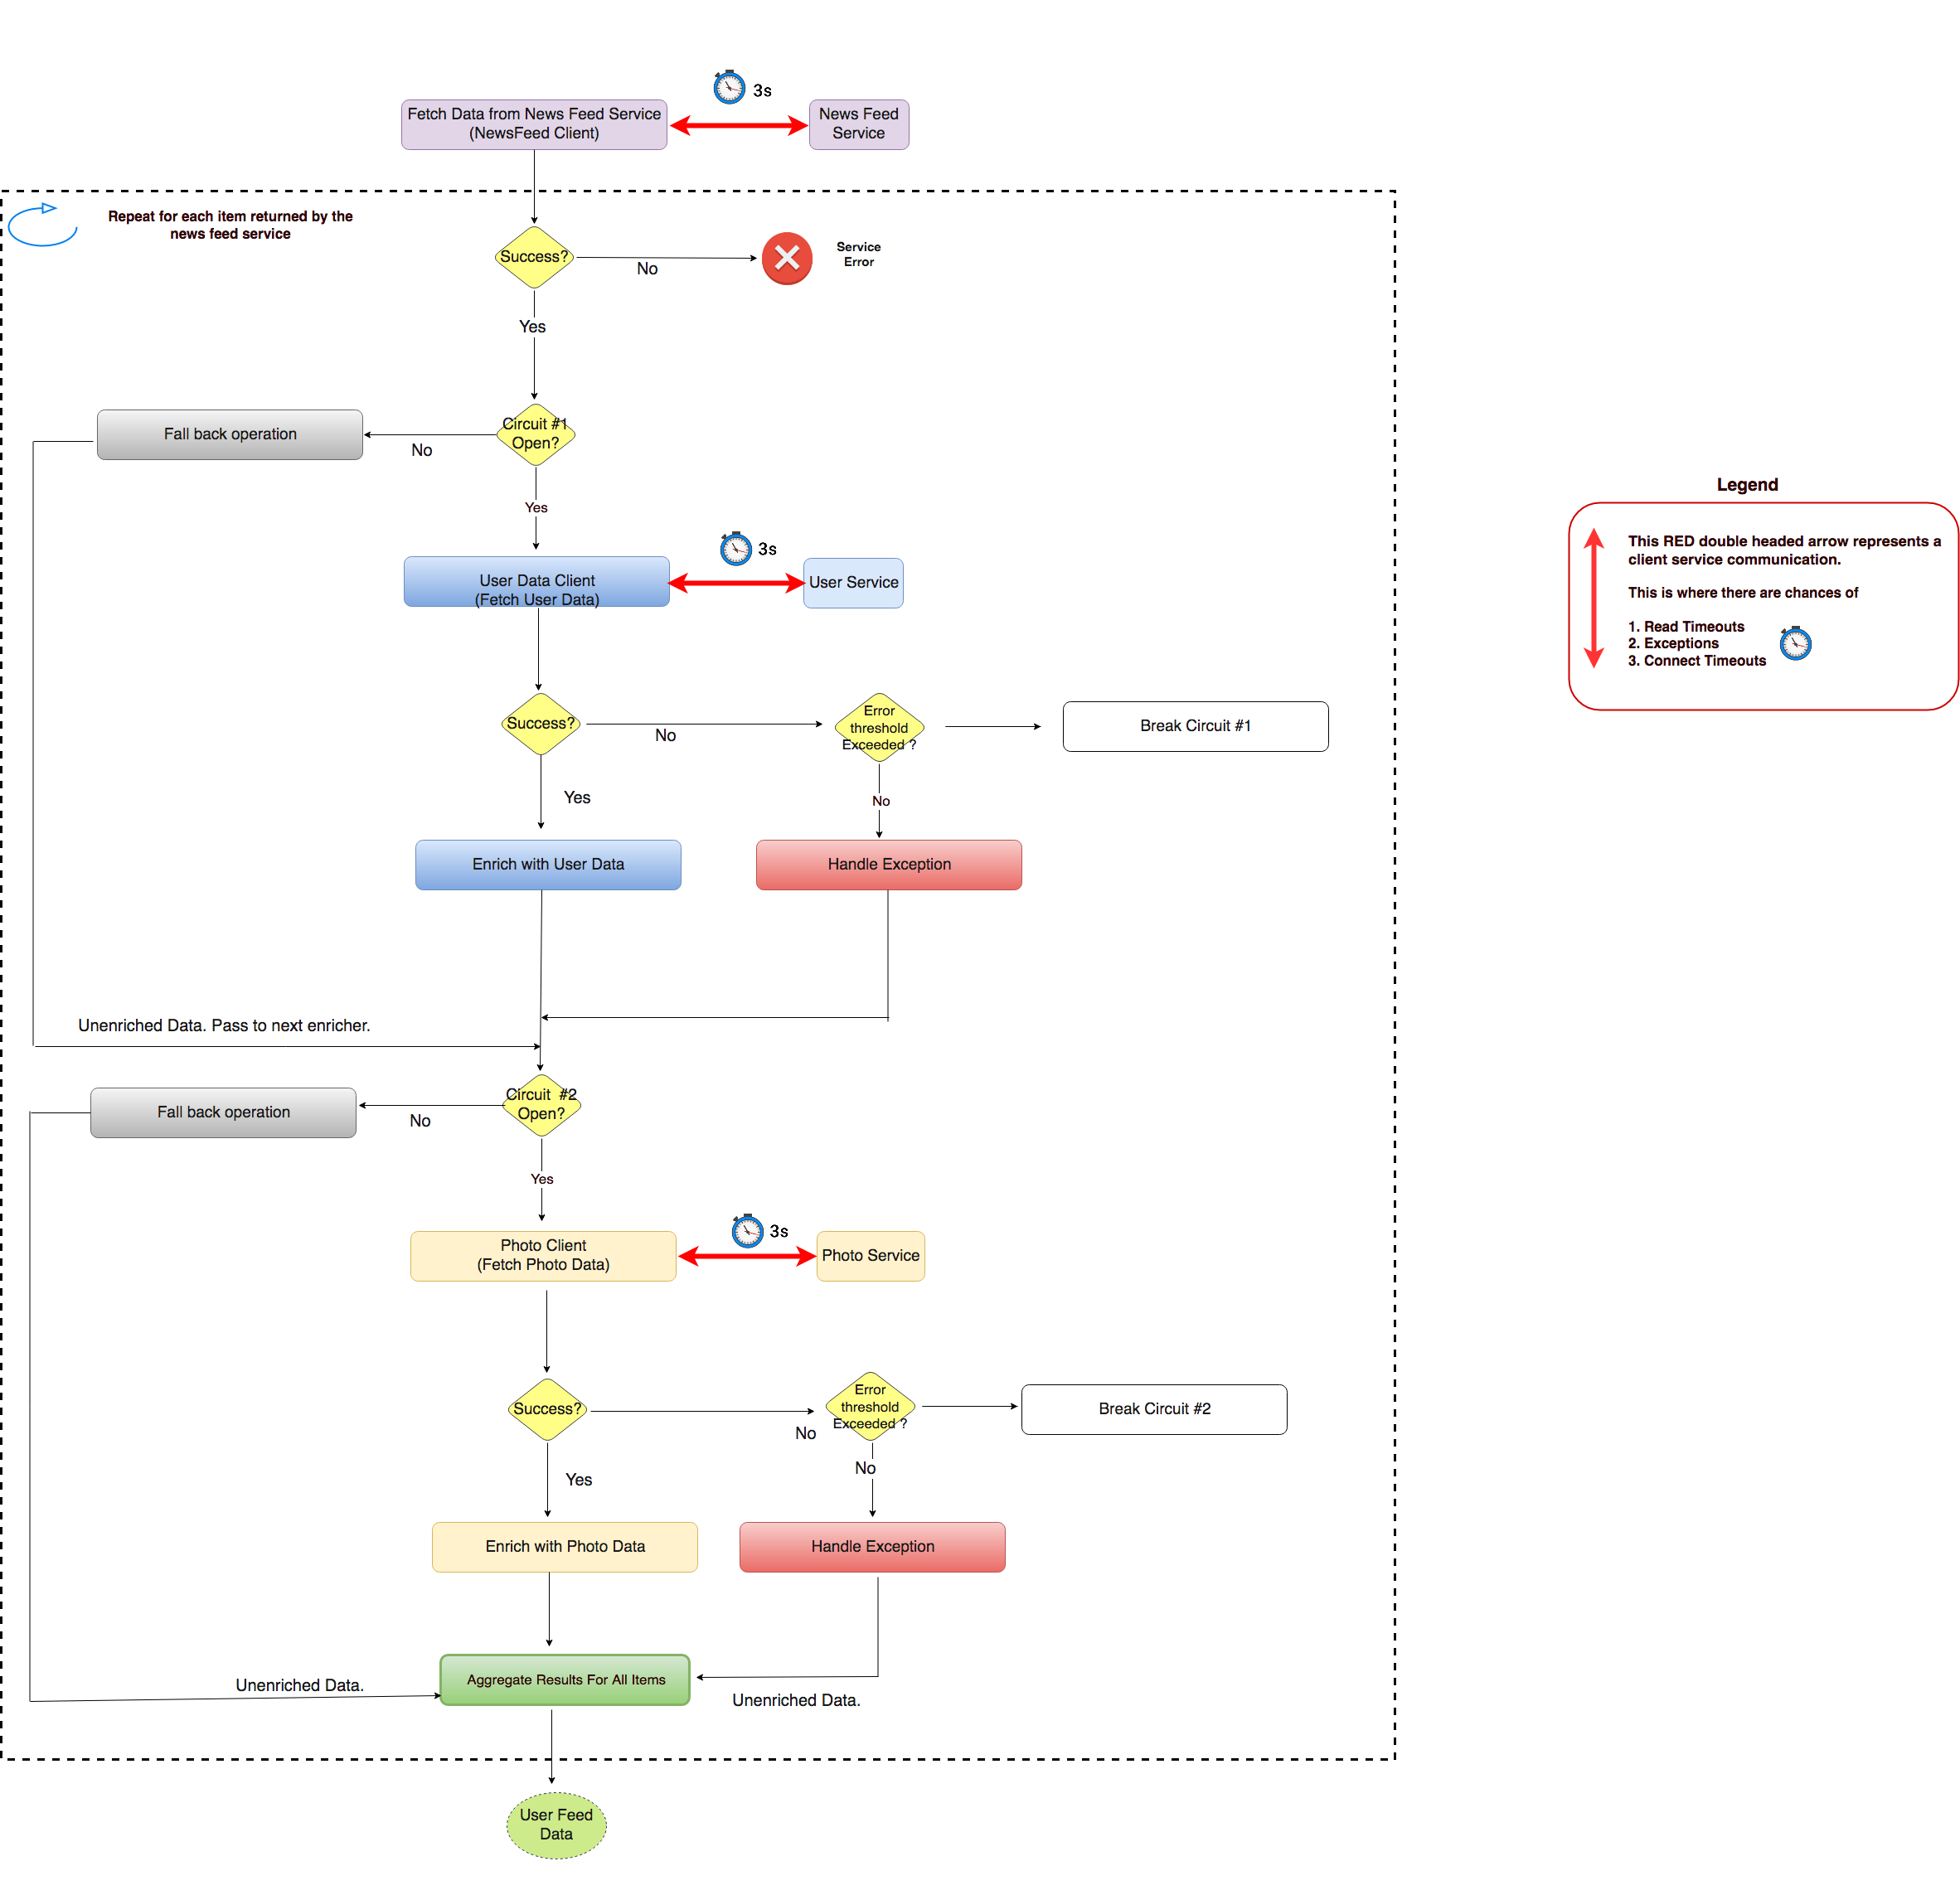 3s
Fetch Data from News Feed Service
(NewsFeed Client)
News Feed
Service
Repeat for each item returned by the
news feed service
Success?
No
Service
Error
Yes
Fall back operation
No
Circuit #1
Open?
Yes
3s
User Data Client
(Fetch User Data)
User Service
Success?
No
Error
threshold
Exceeded ?
Break Circuit #1
Yes
No
Enrich with User Data
Handle Exception
Unenriched Data. Pass to next enricher.
Fall back operation
No
Circuit #2
Open?
Yes
3s
Photo Client
(Fetch Photo Data)
Photo Service
Success?
No
Error
threshold
Exceeded ?
Break Circuit #2
Yes
No
Enrich with Photo Data
Handle Exception
Unenriched Data.
Aggregate Results For All Items
Unenriched Data.
User Feed
Data
Legend
This RED double headed arrow represents a
client service communication.
This is where there are chances of
1. Read Timeouts
2. Exceptions
3. Connect Timeouts